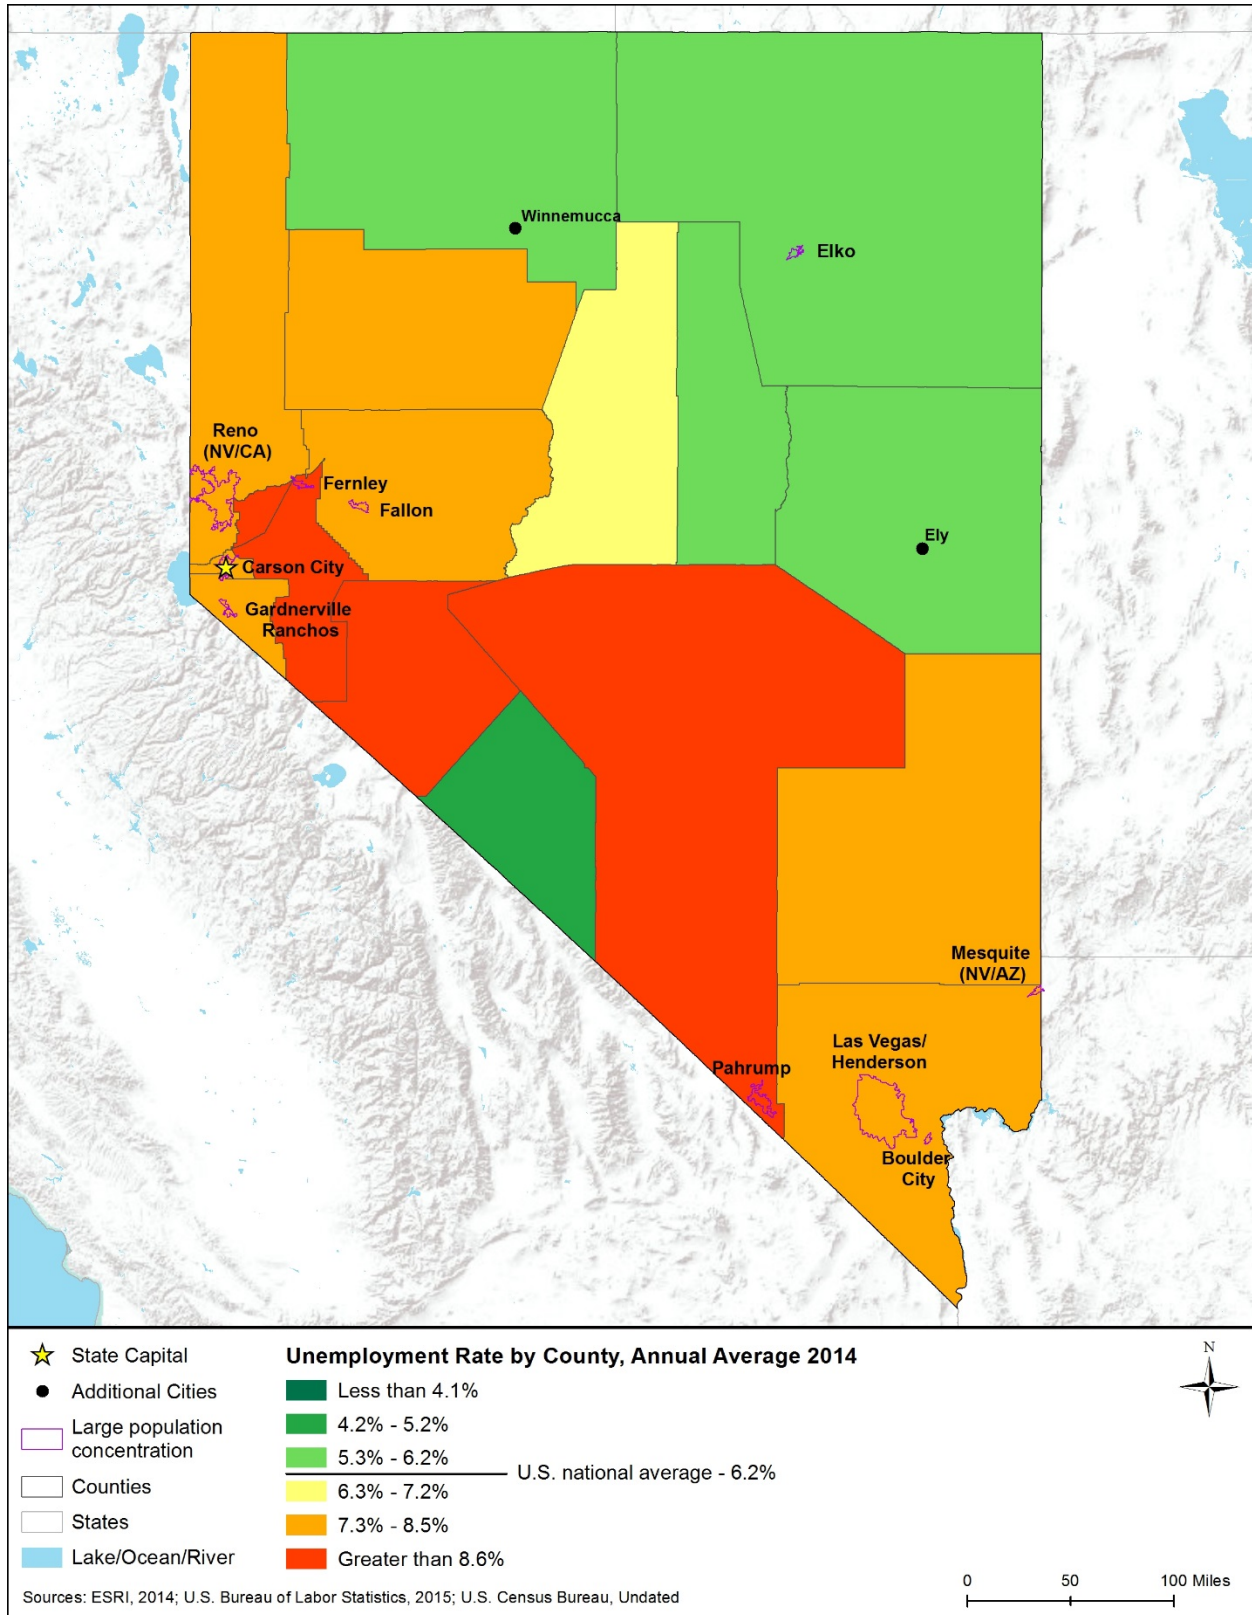 Winnemucca
Elko
Reno
(NV/CA)
Fernley
Fallon
Ely
Carson City
Gardnerville
Ranchos
Mesquite
(NV/AZ)
Las Vegas/
Henderson
Pahrump
Boulder
City
State Capital
Additional Cities
Large population
concentration
Counties
States
Lake/Ocean/River
Unemployment Rate by County, Annual Average 2014
Less than 4.1%
4.2% - 5.2%
5.3% - 6.2%
U.S. national average - 6.2%
6.3% - 7.2%
7.3% - 8.5%
Greater than 8.6%
N
0 50 100 Miles
Sources: ESRI, 2014; U.S. Bureau of Labor Statistics, 2015; U.S. Census Bureau, Undated